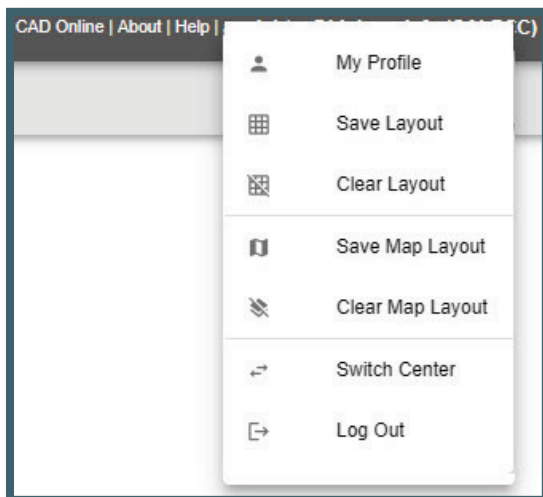 CAD Online | About | Help | C)
My Profile
Save Layout
Clear Layout
Save Map Layout
Clear Map Layout
Switch Center
Log Out